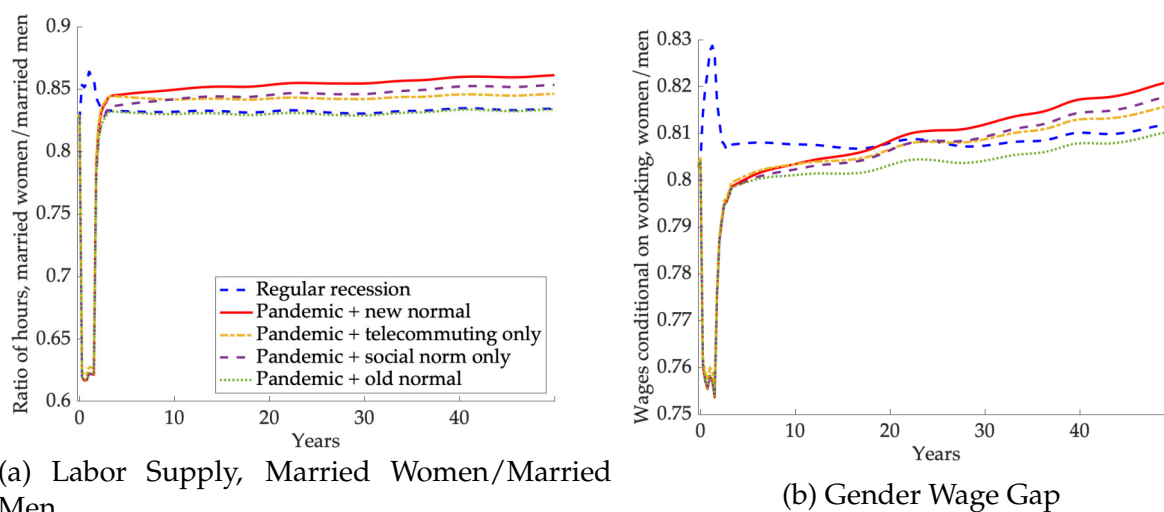 Ratio of hours, married women/married men
0.9
0.85
0.8
0.75
0.7
0.65
0.6
0
10
20
30
40
Years
Regular recession
Pandemic + new normal
Pandemic + telecommuting only
Pandemic + social norm only
Pandemic + old normal
(a) Labor Supply, Married Women/Married
Men
Wages conditional on working, women/men
0.83
0.82
0.81
0.8
0.79
0.78
0.77
0.76
0.75
0
10
20
30
40
Years
(b) Gender Wage Gap